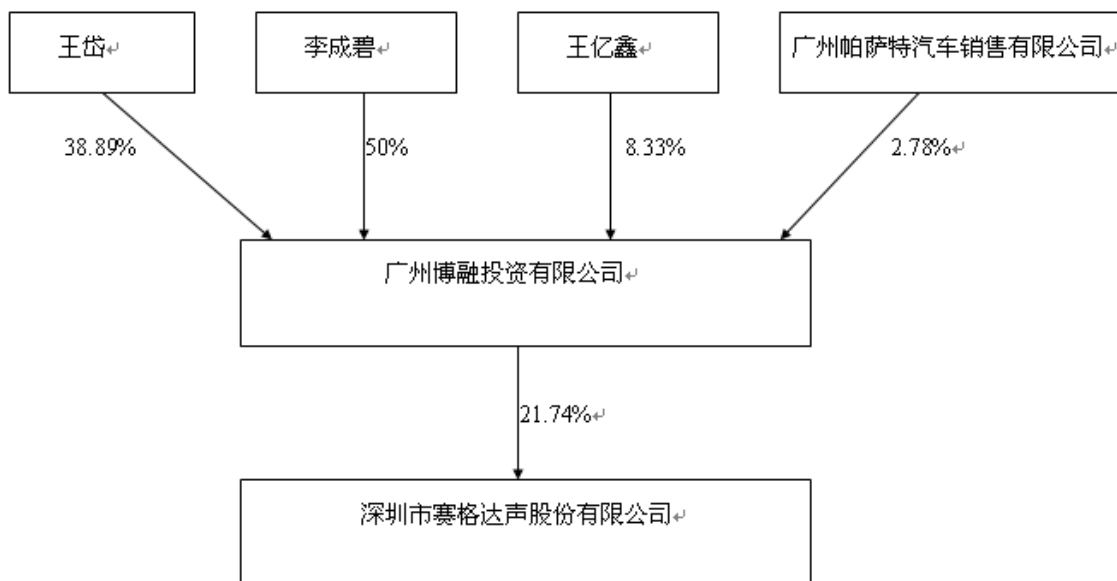 王岱
李成碧
王亿鑫
广州帕萨特汽车销售有限公司
38.89%
50%
8.33%
2.78%
广州博融投资有限公司
21.74%
深圳市赛格达声股份有限公司